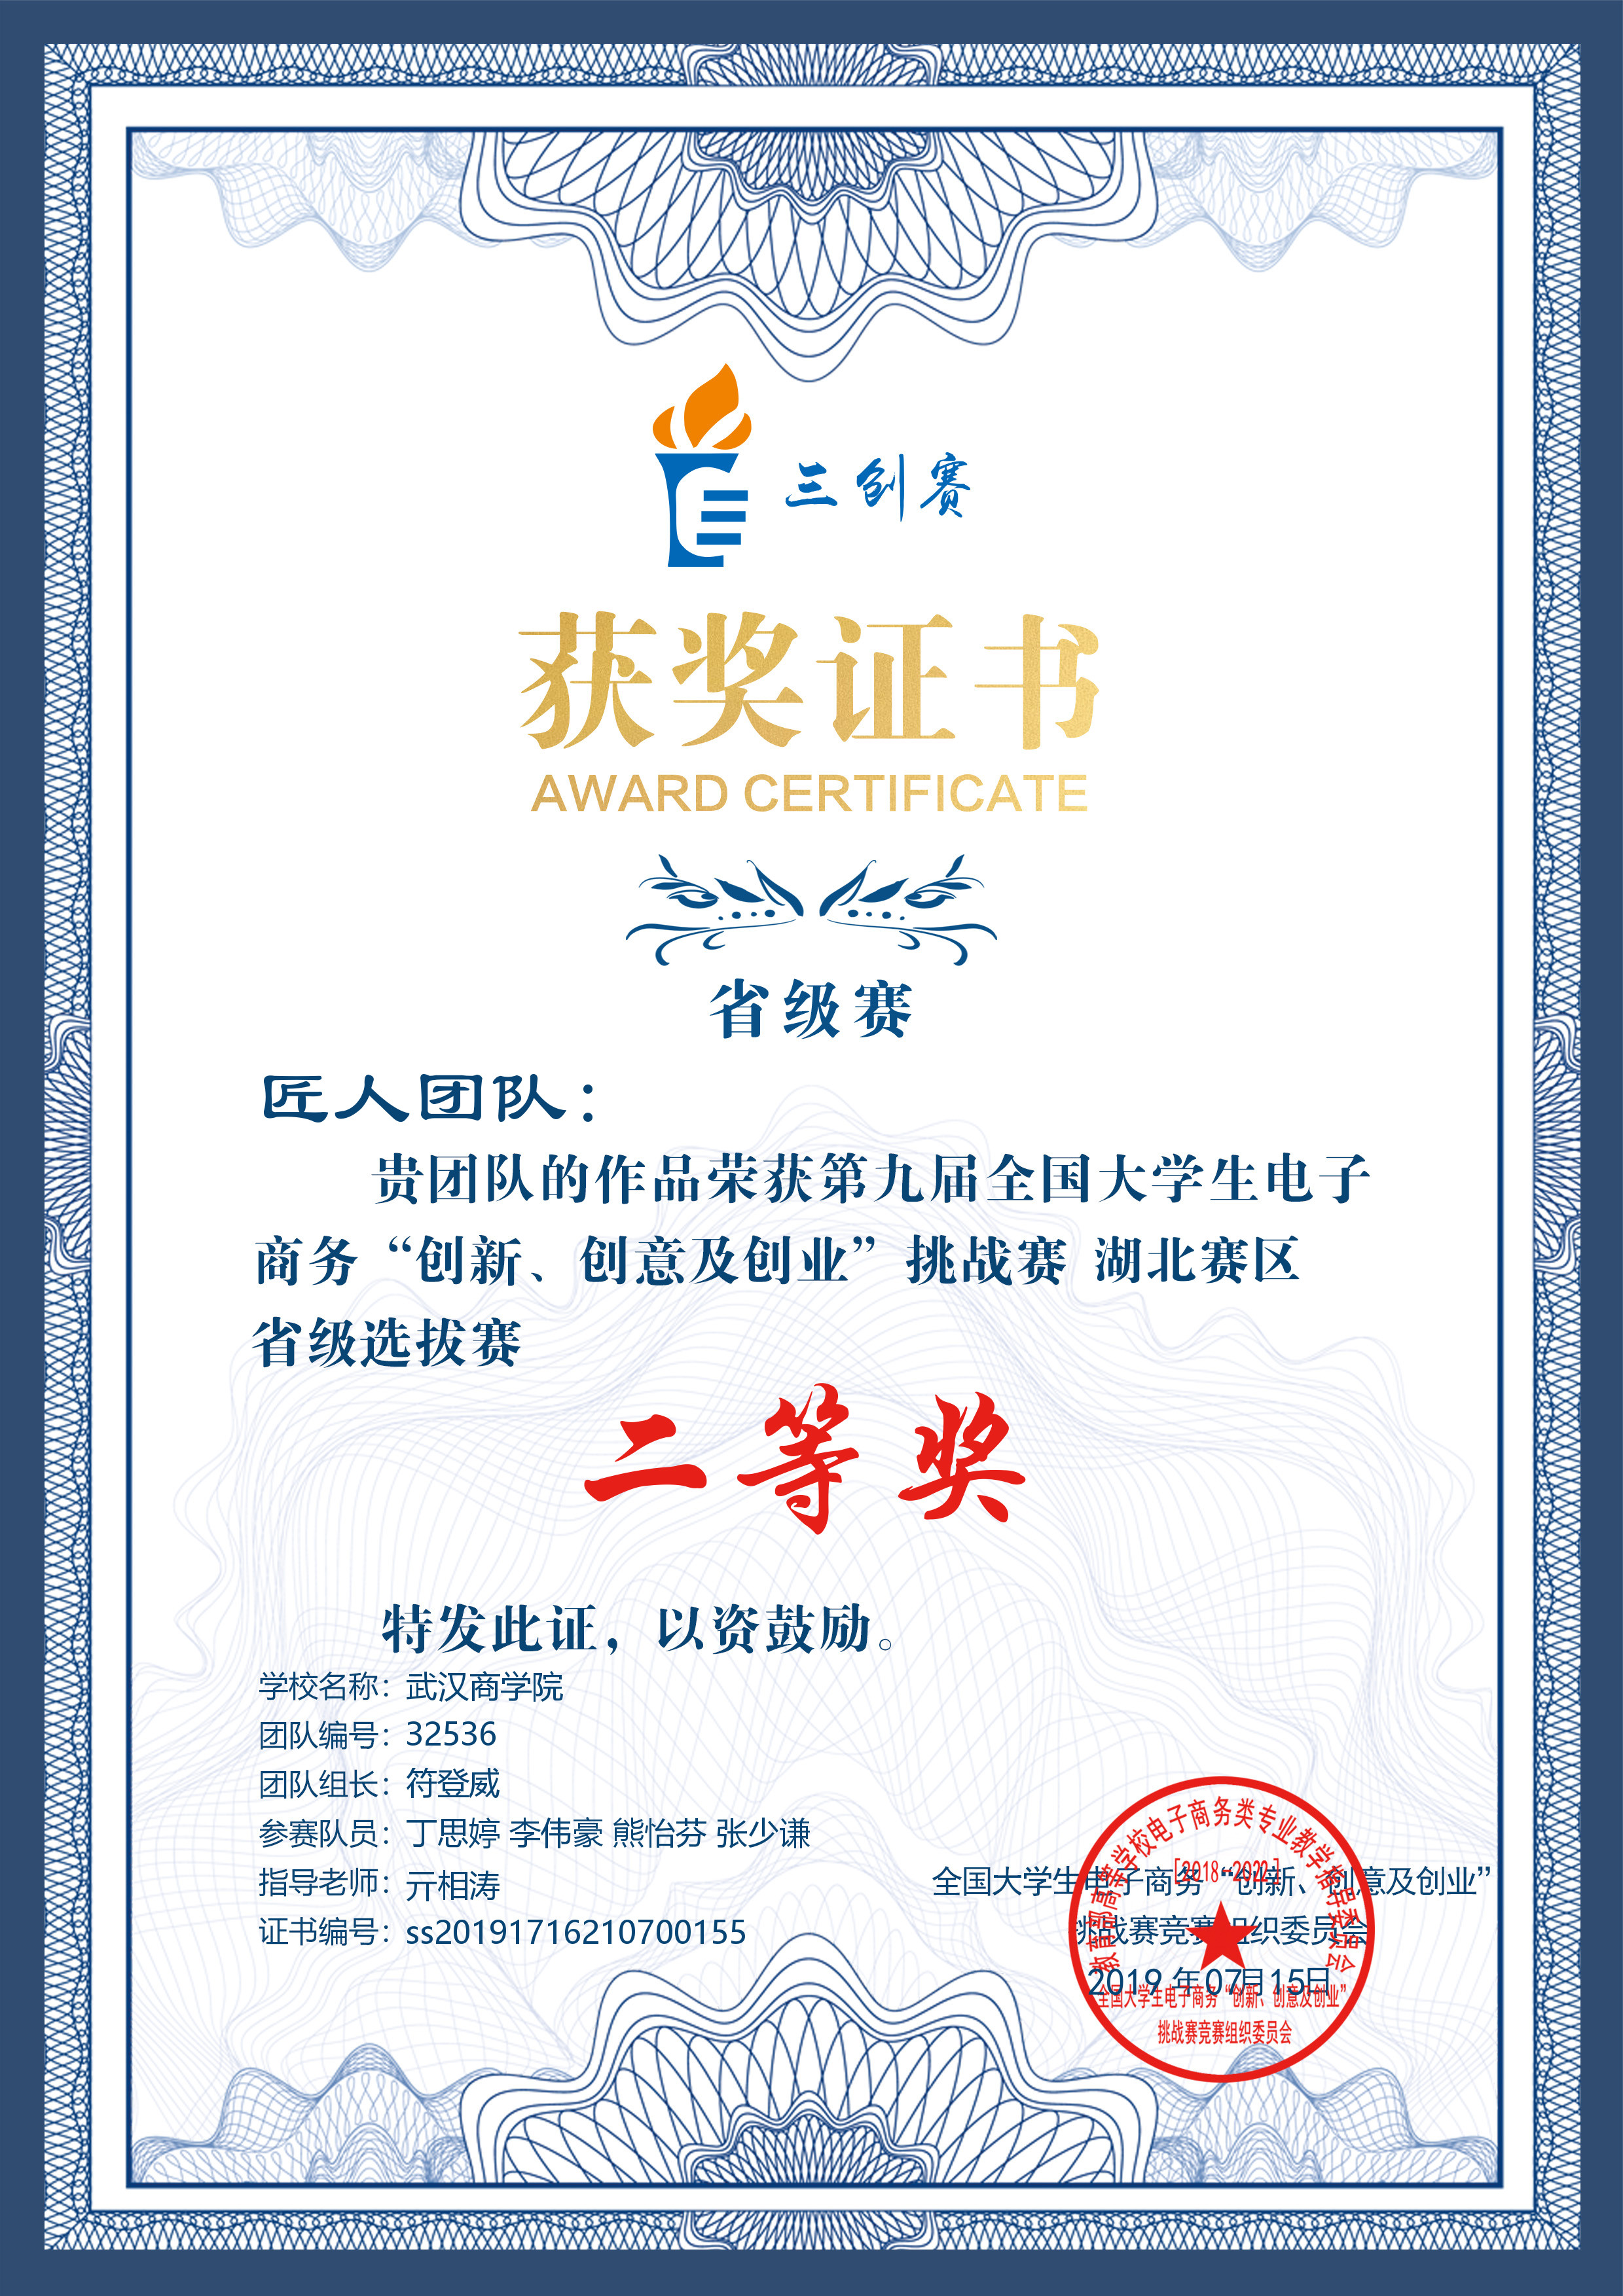 三创赛
获奖证书
AWARD CERTIFICATE
省级赛
匠人团队：
贵团队的作品荣获第九届全国大学生电子
商务“创新、创意及创业”挑战赛 湖北赛区
省级选拔赛
二等奖
特发此证，以资鼓励。
学校名称：武汉商学院
团队编号：32536
团队组长：符登威
参赛队员：丁思婷 李伟豪 熊怡芬 张少谦
指导老师：亓相涛
证书编号：ss20191716210700155
全国大学生电子商务“创新、创意及创业”
挑战赛竞赛组织委员会
2019 年 07月15日
教育部高等学校电子商务类专业教学指导委员会
[2018-2022]
全国大学生电子商务“创新、创意及创业”
挑战赛竞赛组织委员会